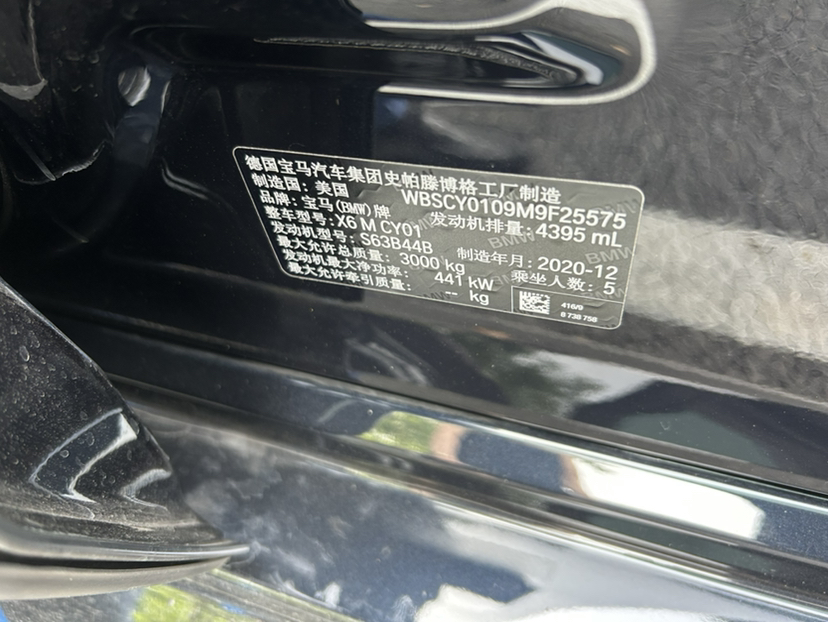 德国宝马汽车集团史帕滕博格工厂制造
制造国：美国 WBSCY0109M9F25575
品牌：宝马(BMW)牌
整车型号:X6 M CY01 发动机排量:4395 mL
发动机型号:S63B44B
最大允许总质量: 3000 kg 制造年月:2020-12
发动机最大净功率: 441 kW 乘坐人数: 5
最大允许牵引质量: -- kg
416/9
8 738 756